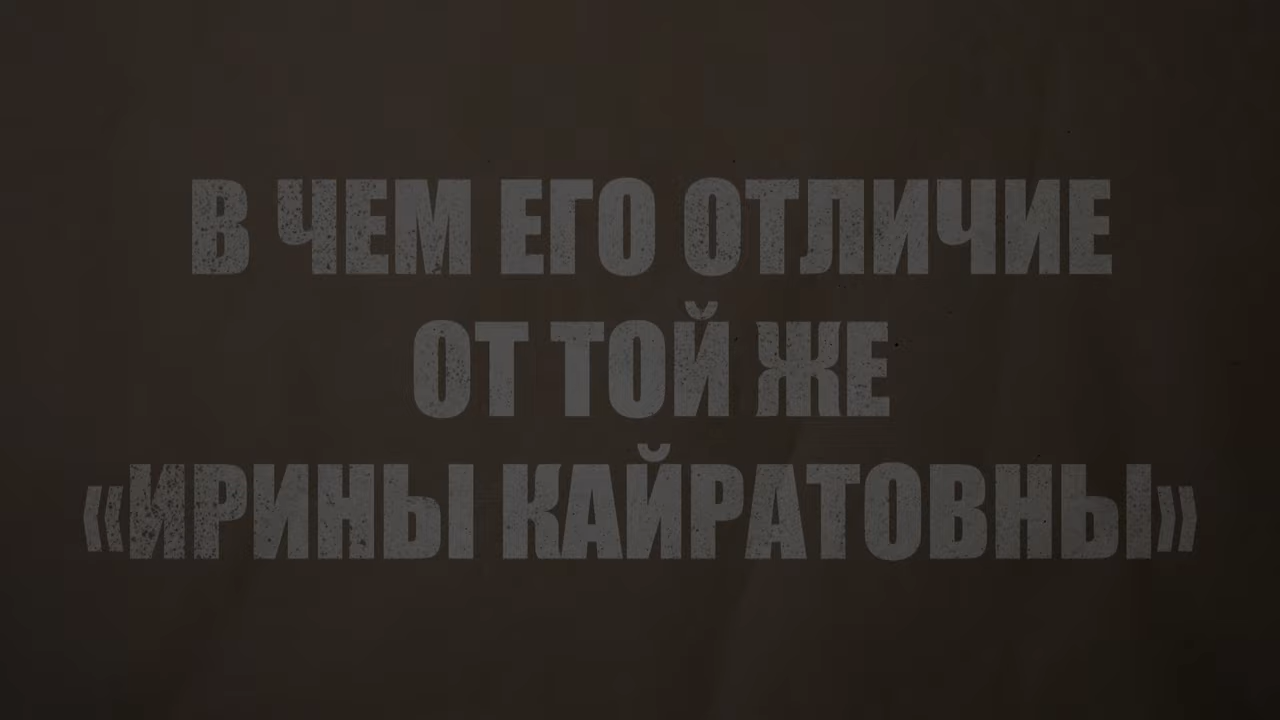 В ЧЕМ ЕГО ОТЛИЧИЕ
ОТ ТОЙ ЖЕ
«ИРИНЫ КАЙРАТОВНЫ»